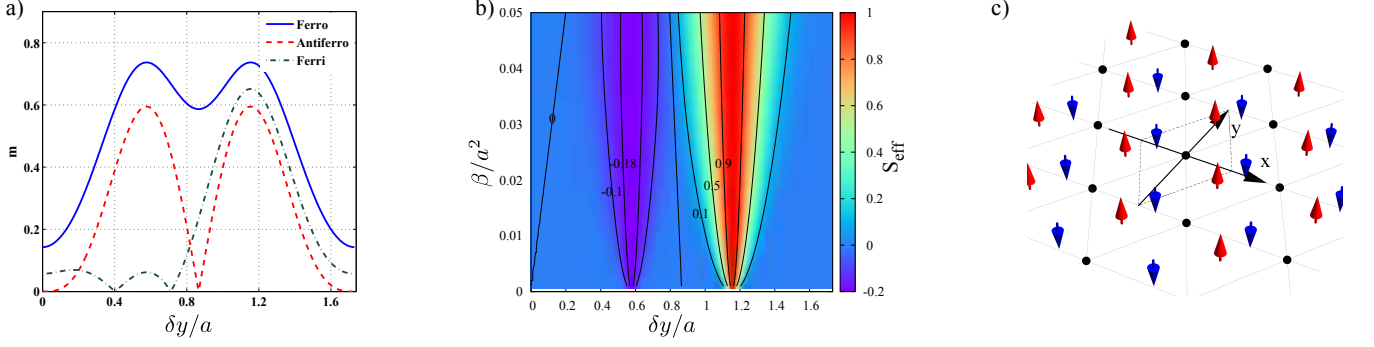 a)
Ferro
Antiferro
Ferri
m
0.8
0.6
0.4
0.2
0
0 0.4 0.8 1.2 1.6
δy/a
b)
β/a²
0.05
0.04
0.03
0.02
0.01
0
0 0.2 0.4 0.6 0.8 1 1.2 1.4 1.6
δy/a
0
-0.18
-0.1
0.9
0.5
0.1
1
0.8
0.6
0.4
0.2
0
-0.2
S_eff
c)
y
x